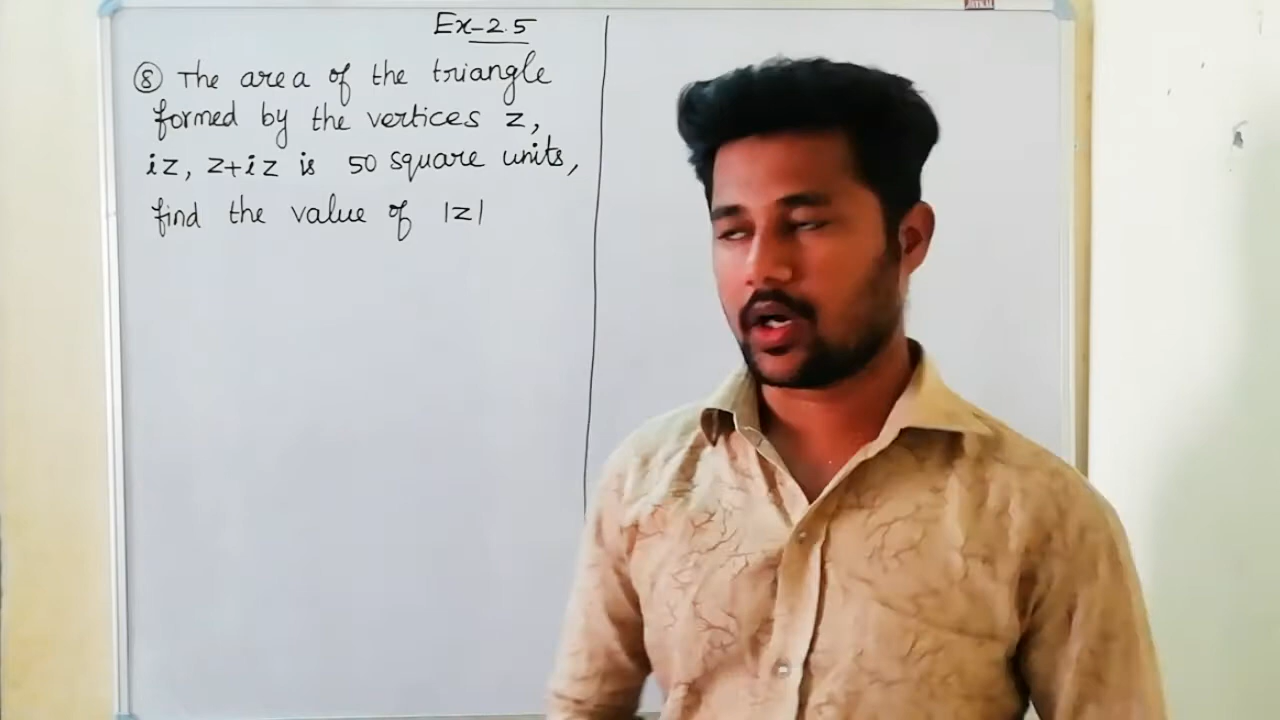 Ex-2.5
⑧ The area of the triangle
formed by the vertices z,
iz, z+iz is 50 square units,
find the value of |z|